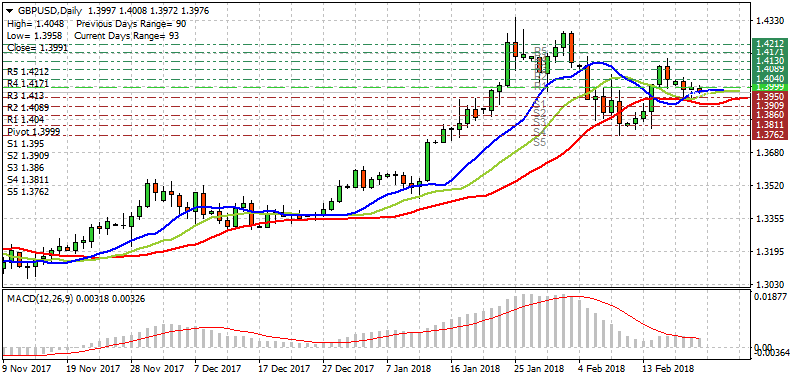 GBPUSD,Daily 1.3997 1.4008 1.3972 1.3976
High= 1.4048 Previous Days Range= 90
Low= 1.3958 Current Days Range= 93
Close= 1.3991
R5 1.4212
R4 1.4171
R3 1.413
R2 1.4089
R1 1.404
Pivot 1.3999
S1 1.395
S2 1.3909
S3 1.386
S4 1.3811
S5 1.3762
R5
S1
S2
S3
S4
S5
1.4330
1.4212
1.4171
1.4130
1.4089
1.4040
1.3999
1.3950
1.3909
1.3860
1.3811
1.3762
1.3680
1.3520
1.3355
1.3195
1.3030
MACD(12,26,9) 0.00318 0.00326
0.01877
0.00
-0.00364
9 Nov 2017
19 Nov 2017
28 Nov 2017
7 Dec 2017
17 Dec 2017
27 Dec 2017
7 Jan 2018
16 Jan 2018
25 Jan 2018
4 Feb 2018
13 Feb 2018